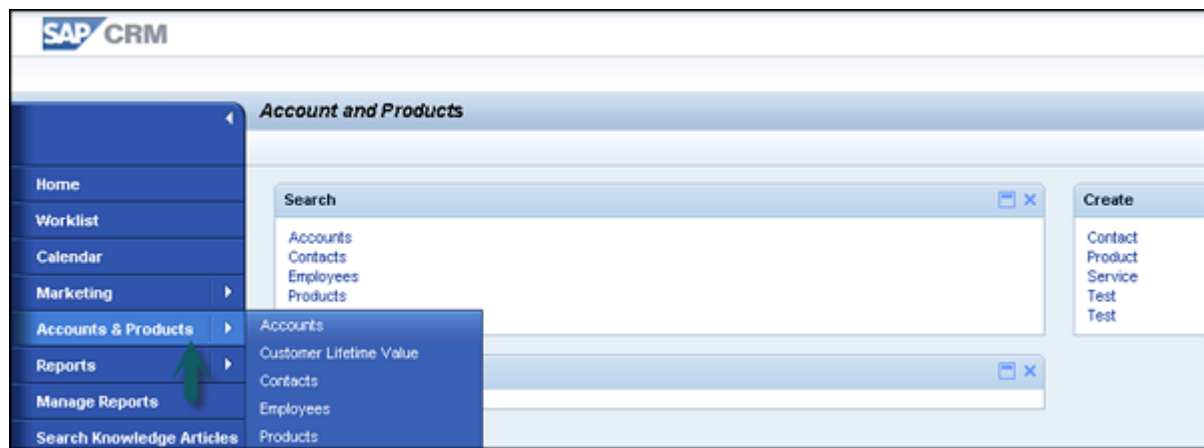 SAP CRM
Account and Products
Home
Worklist
Calendar
Marketing
Accounts & Products
Reports
Manage Reports
Search Knowledge Articles
Search
Accounts
Contacts
Employees
Products
Accounts
Customer Lifetime Value
Contacts
Employees
Products
Create
Contact
Product
Service
Test
Test